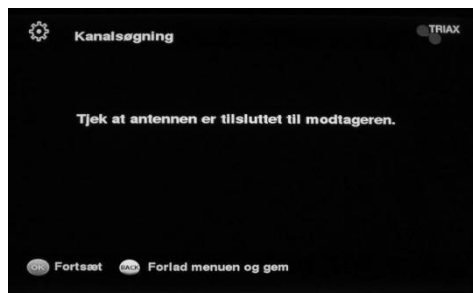 Kanalsøgning
TRIAX
Tjek at antennen er tilsluttet til modtageren.
OK Fortsæt BACK Forlad menuen og gem